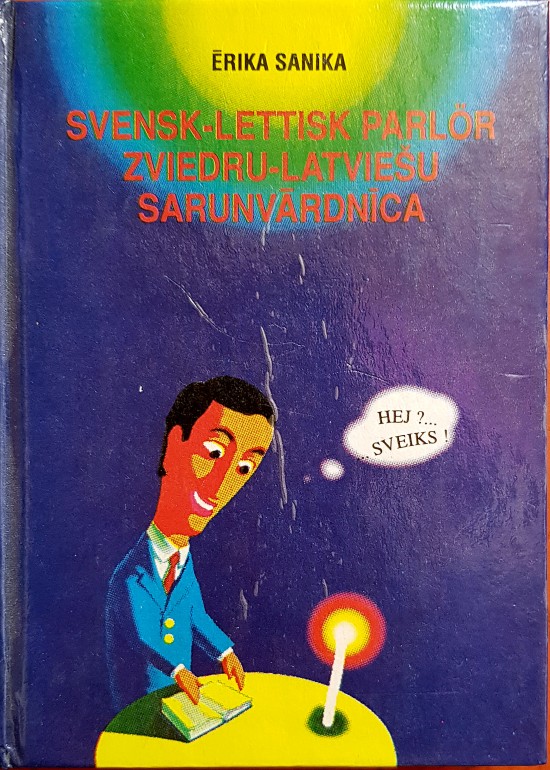 ĒRIKA SANIKA
SVENSK-LETTISK PARLÖR
ZVIEDRU-LATVIEŠU
SARUNVĀRDNĪCA
HEJ ?...
.. SVEIKS !